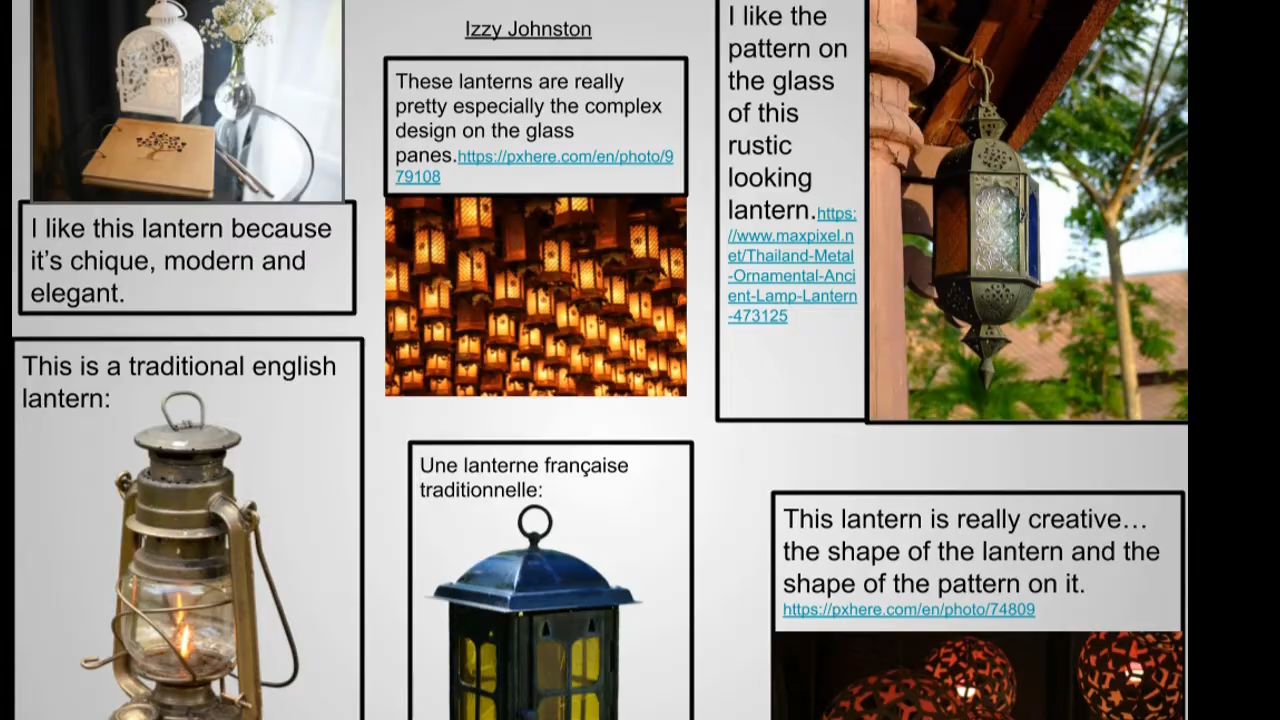 Izzy Johnston
I like this lantern because
it’s chique, modern and
elegant.
These lanterns are really
pretty especially the complex
design on the glass
panes.https://pxhere.com/en/photo/9
79108
I like the
pattern on
the glass
of this
rustic
looking
lantern.https:
//www.maxpixel.n
et/Thailand-Metal
-Ornamental-Anci
ent-Lamp-Lantern
-473125
This is a traditional english
lantern:
Une lanterne française
traditionnelle:
This lantern is really creative…
the shape of the lantern and the
shape of the pattern on it.
https://pxhere.com/en/photo/74809